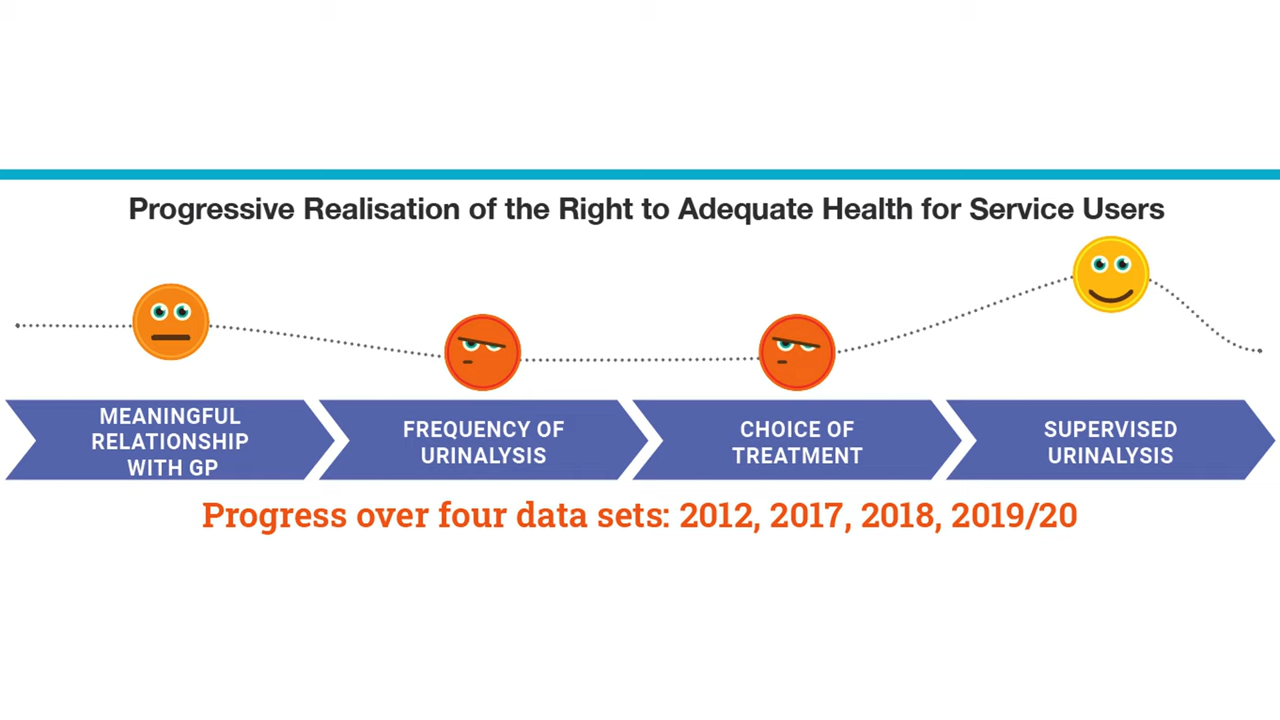 Progressive Realisation of the Right to Adequate Health for Service Users
MEANINGFUL
RELATIONSHIP
WITH GP
FREQUENCY OF
URINALYSIS
CHOICE OF
TREATMENT
SUPERVISED
URINALYSIS
Progress over four data sets: 2012, 2017, 2018, 2019/20